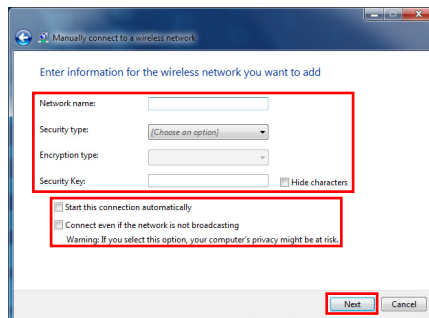 Manually connect to a wireless network
Enter information for the wireless network you want to add
Network name:
Security type: [Choose an option]
Encryption type:
Security Key: Hide characters
Start this connection automatically
Connect even if the network is not broadcasting
Warning: If you select this option, your computer's privacy might be at risk.
Next Cancel